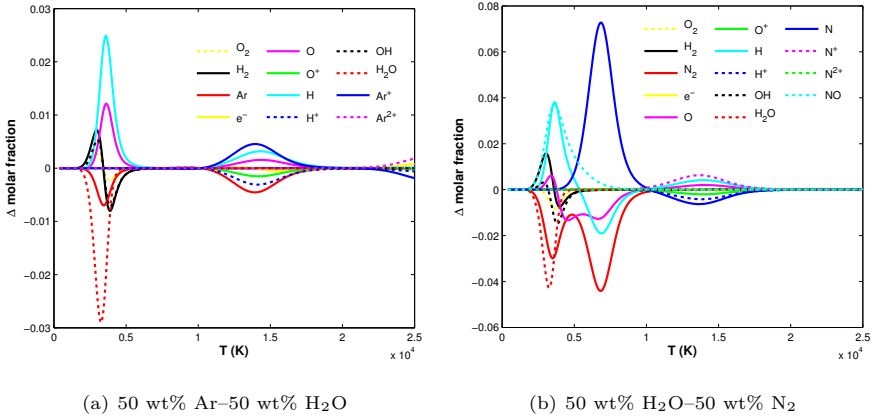 0.03
0.02
0.01
0
−0.01
−0.02
−0.03
Δ molar fraction
O₂
H₂
Ar
e⁻
O
O⁺
H
H⁺
OH
H₂O
Ar⁺
Ar²⁺
0 0.5 1 1.5 2 2.5
T (K)
x 10⁴
(a) 50 wt% Ar–50 wt% H₂O
0.08
0.06
0.04
0.02
0
−0.02
−0.04
−0.06
Δ molar fraction
O₂
H₂
N₂
e⁻
O
O⁺
H
H⁺
OH
H₂O
N
N⁺
N²⁺
NO
0 0.5 1 1.5 2 2.5
T (K)
x 10⁴
(b) 50 wt% H₂O–50 wt% N₂